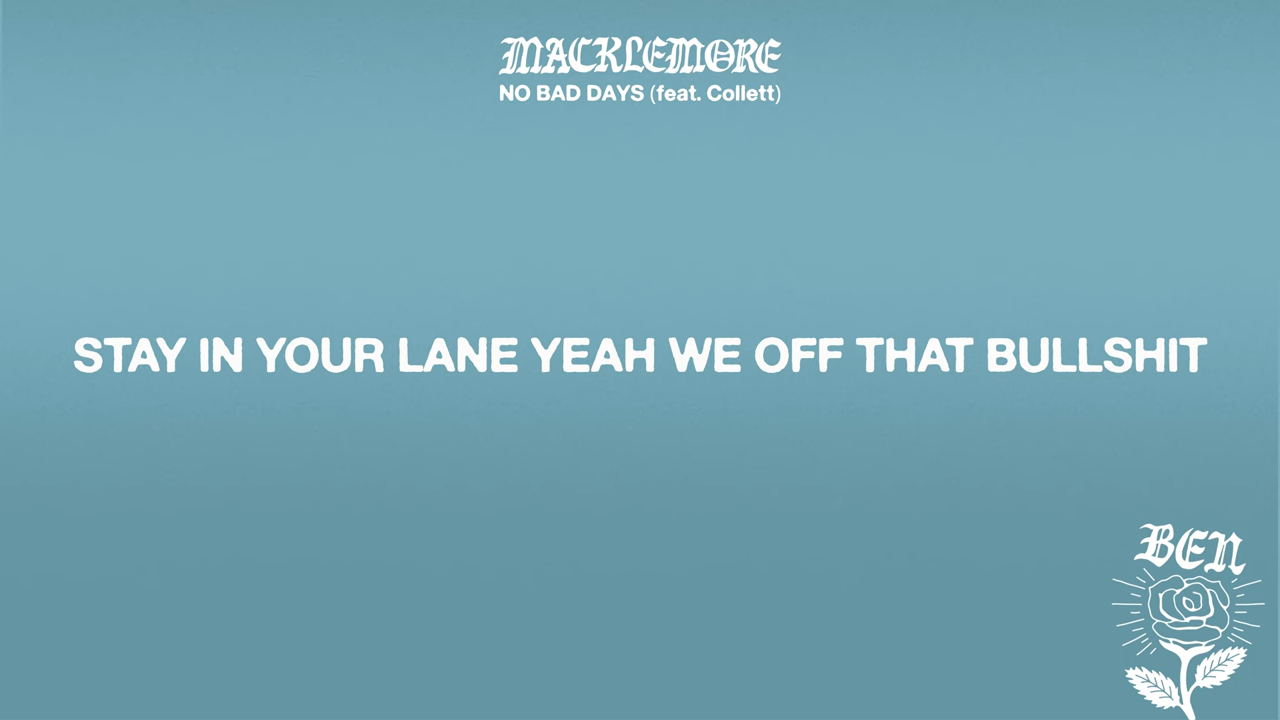 MACKLEMORE
NO BAD DAYS (feat. Collett)
STAY IN YOUR LANE YEAH WE OFF THAT BULLSHIT
BEN